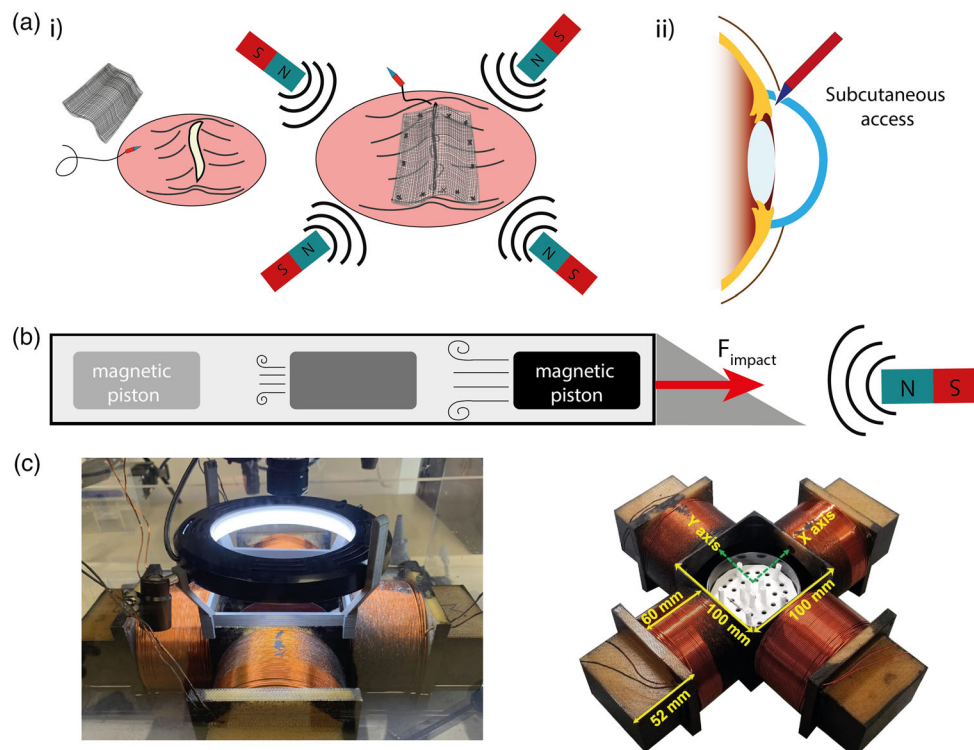 (a)
i)
S
N
S
N
S
N
N
S
ii)
Subcutaneous
access
(b)
magnetic
piston
magnetic
piston
F impact
N
S
(c)
Y axis
X axis
60 mm
100 mm
100 mm
52 mm